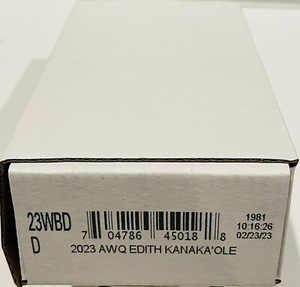 23WBD
D
7 04786 45018 8
1981
10:16:26
02/23/23
2023 AWQ EDITH KANAKA'OLE